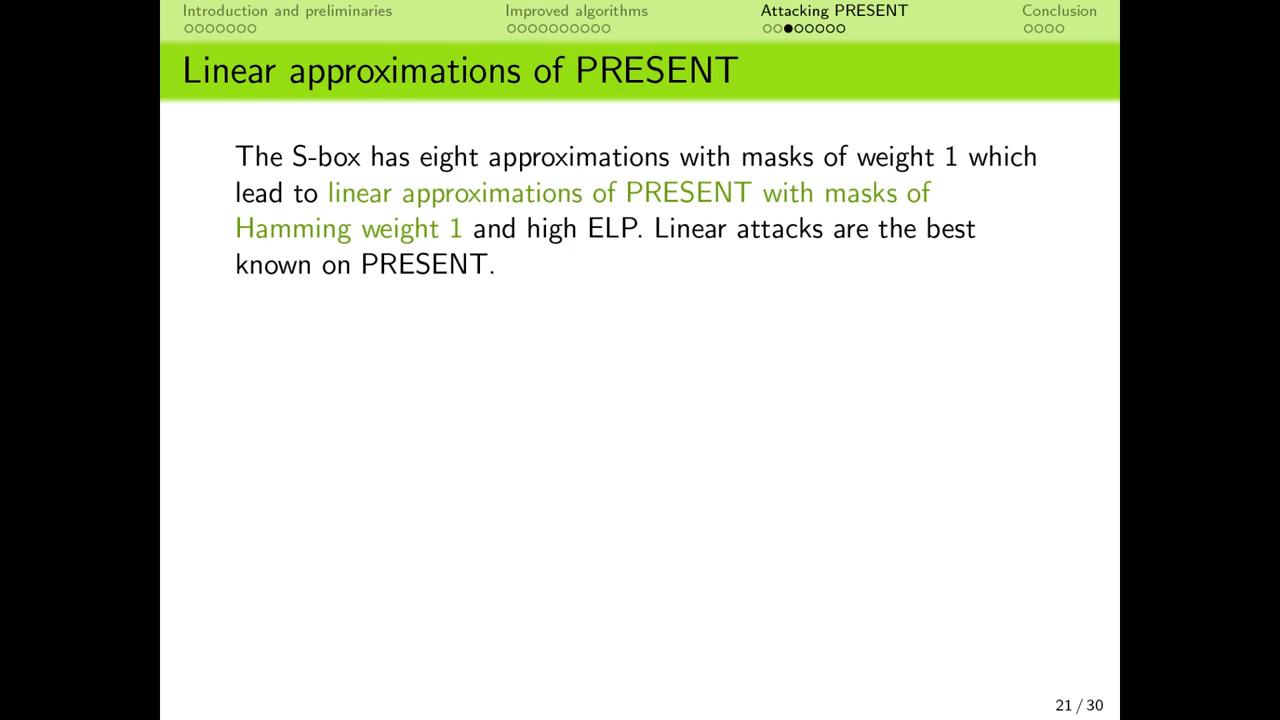 Introduction and preliminaries
Improved algorithms
Attacking PRESENT
Conclusion
Linear approximations of PRESENT
The S-box has eight approximations with masks of weight 1 which
lead to linear approximations of PRESENT with masks of
Hamming weight 1 and high ELP. Linear attacks are the best
known on PRESENT.
21 / 30